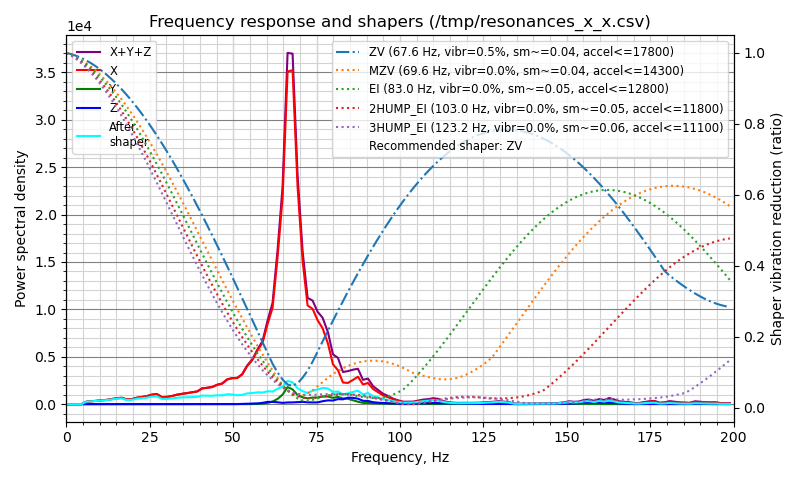 Frequency response and shapers (/tmp/resonances_x_x.csv)
1e4
X+Y+Z
X
Y
Z
After
shaper
ZV (67.6 Hz, vibr=0.5%, sm~=0.04, accel<=17800)
MZV (69.6 Hz, vibr=0.0%, sm~=0.04, accel<=14300)
EI (83.0 Hz, vibr=0.0%, sm~=0.05, accel<=12800)
2HUMP_EI (103.0 Hz, vibr=0.0%, sm~=0.05, accel<=11800)
3HUMP_EI (123.2 Hz, vibr=0.0%, sm~=0.06, accel<=11100)
Recommended shaper: ZV
Power spectral density
3.5
3.0
2.5
2.0
1.5
1.0
0.5
0.0
1.0
0.8
0.6
0.4
0.2
0.0
Shaper vibration reduction (ratio)
0 25 50 75 100 125 150 175 200
Frequency, Hz